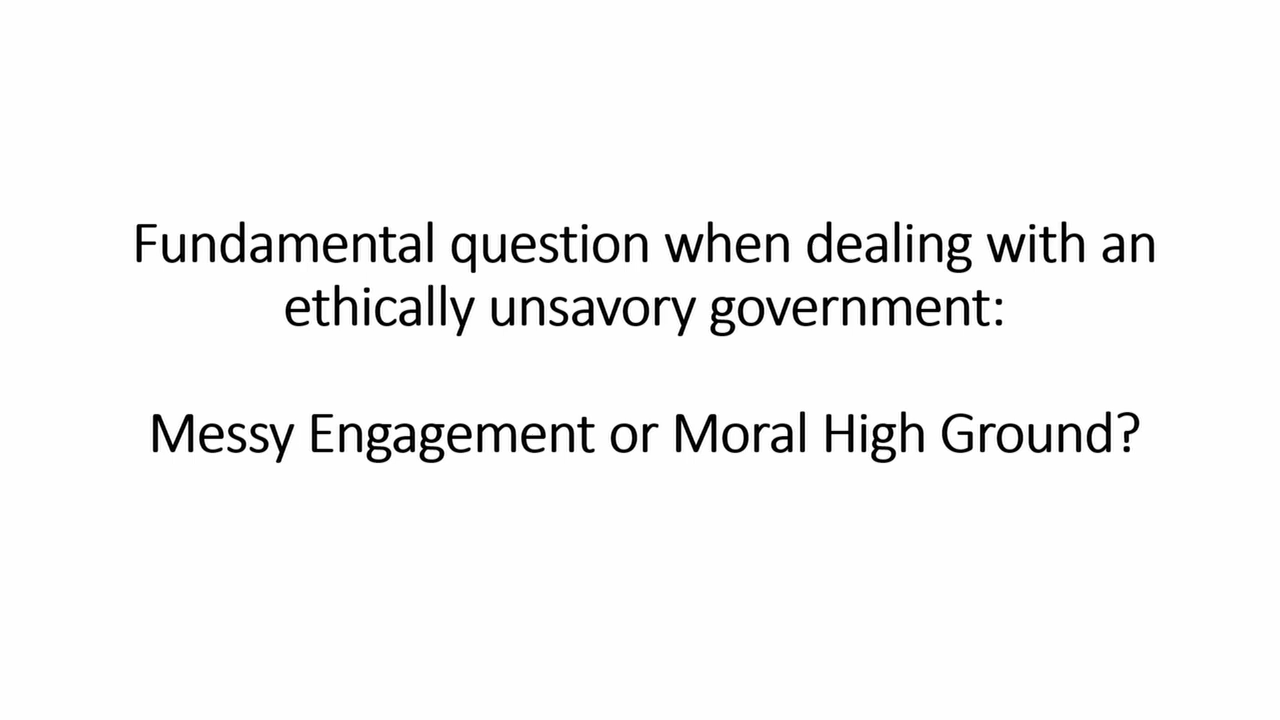 Fundamental question when dealing with an
ethically unsavory government:
Messy Engagement or Moral High Ground?